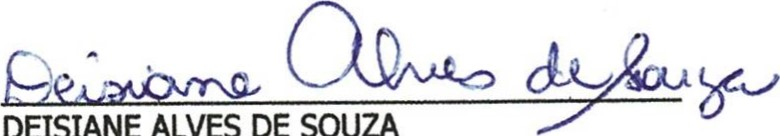 Deisiane Alves de Souza
DEISIANE ALVES DE SOUZA